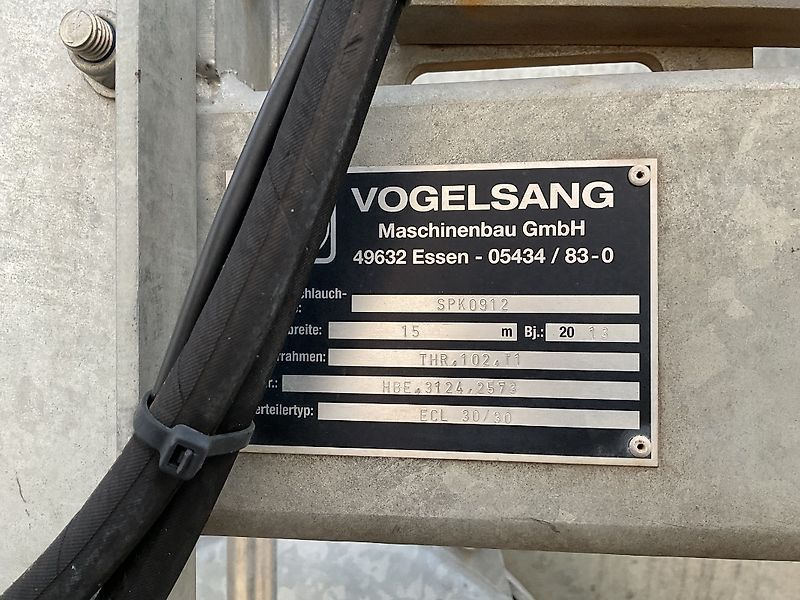 VOGELSANG
Maschinenbau GmbH
49632 Essen - 05434 / 83-0
chlauch-
SPK0912
breite: 15 m Bj.: 20 13
rahmen: THR.102.T1
r.: HBE.3124.2573
erteilertyp: ECL 30/30